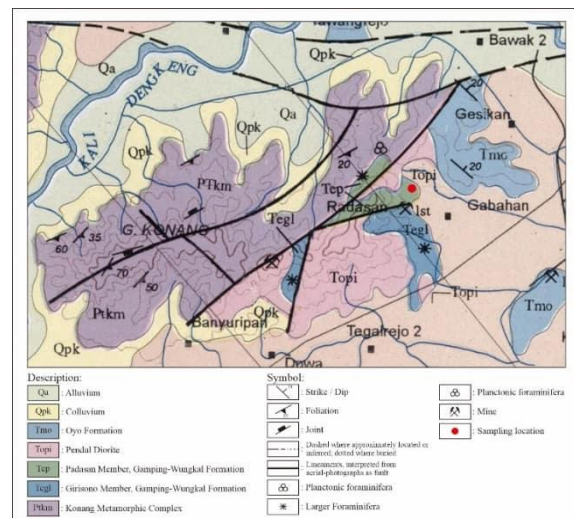 Tawangrejo
Bawak 2
Qpk
Qa
DENGKENG
KALI
Qpk
Qa
Qpk
20
Gesikan
Tmo
20
PTkm
20
Tep
Topi
Radasan
Gabahan
Tegl
lst
Tegl
G. KONANG
60
35
70
50
Topi
Topi
Ptkm
Qpk
Banyuripan
Qpk
Tegalrejo 2
Tmo
Dowa
Description:
Qa : Alluvium
Qpk : Colluvium
Tmo : Oyo Formation
Topi : Pendul Diorite
Tep : Padasan Member, Gamping-Wungkal Formation
Tegl : Girisono Member, Gamping-Wungkal Formation
Ptkm : Konang Metamorphic Complex
Symbol:
: Strike / Dip
: Foliation
: Joint
: Dashed where approximately located or
inferred, dotted where buried
: Lineaments, interpreted from
aerial-photographs as fault
: Planctonic foraminifera
: Larger Foraminifera
: Planctonic foraminifera
: Mine
: Sampling location